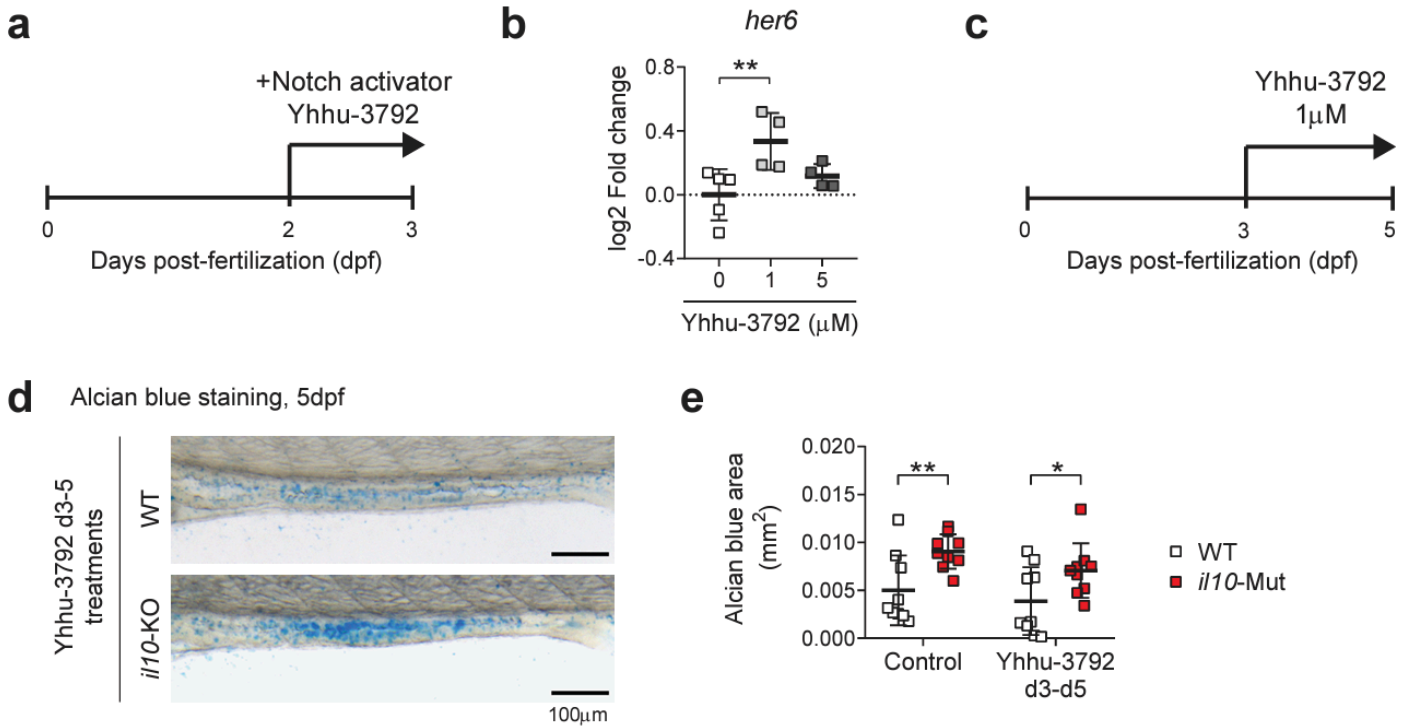 a
+Notch activator
Yhhu-3792
0
2
3
Days post-fertilization (dpf)
b
her6
**
log2 Fold change
0.8
0.4
0.0
-0.4
0
1
5
Yhhu-3792 (μM)
c
Yhhu-3792
1μM
0
3
5
Days post-fertilization (dpf)
d
Alcian blue staining, 5dpf
Yhhu-3792 d3-5
treatments
WT
il10-KO
100μm
e
Alcian blue area
(mm²)
0.020
0.015
0.010
0.005
0.000
**
*
Control
Yhhu-3792
d3-d5
WT
il10-Mut